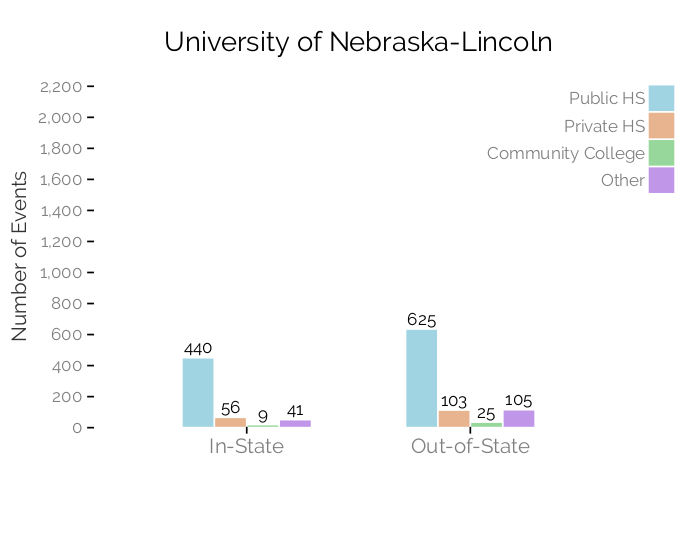 University of Nebraska-Lincoln
Number of Events
2,200
2,000
1,800
1,600
1,400
1,200
1,000
800
600
400
200
0
Public HS
Private HS
Community College
Other
440
56
9
41
625
103
25
105
In-State
Out-of-State